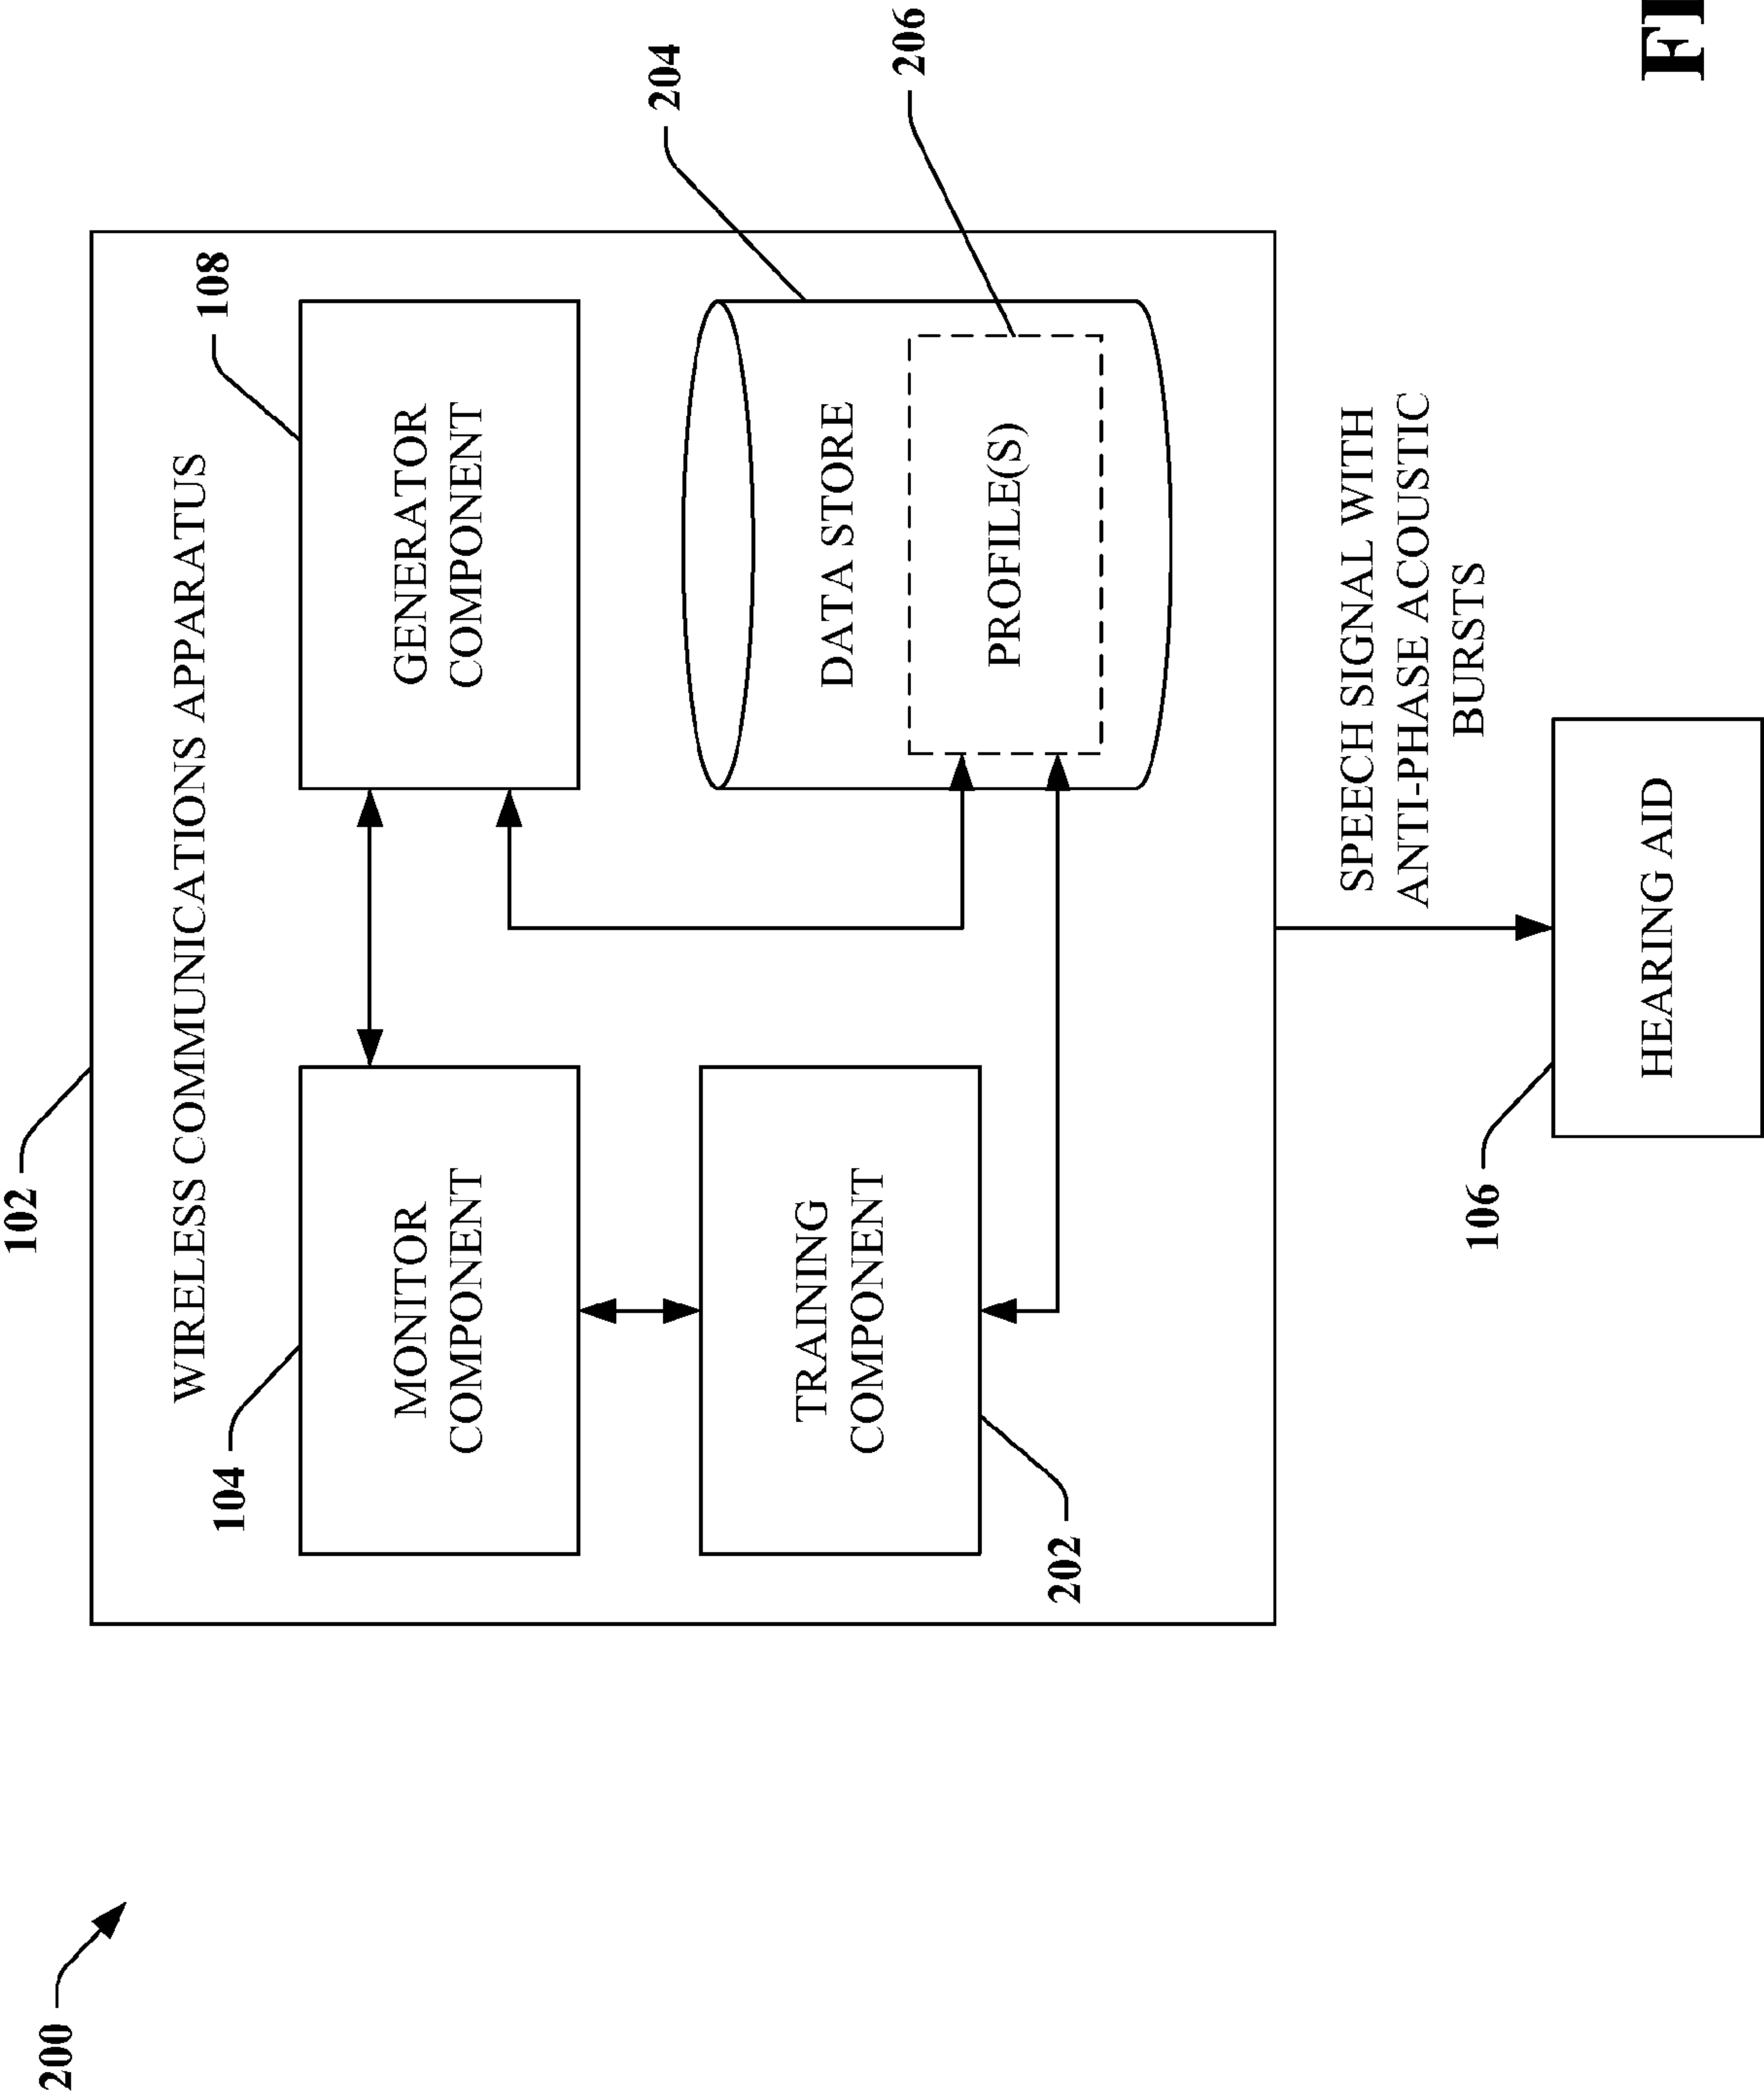 200
102
WIRELESS COMMUNICATIONS APPARATUS
104
MONITOR
COMPONENT
108
GENERATOR
COMPONENT
TRAINING
COMPONENT
202
204
DATA STORE
PROFILE(S)
206
SPEECH SIGNAL WITH
ANTI-PHASE ACOUSTIC
BURSTS
106
HEARING AID
FI